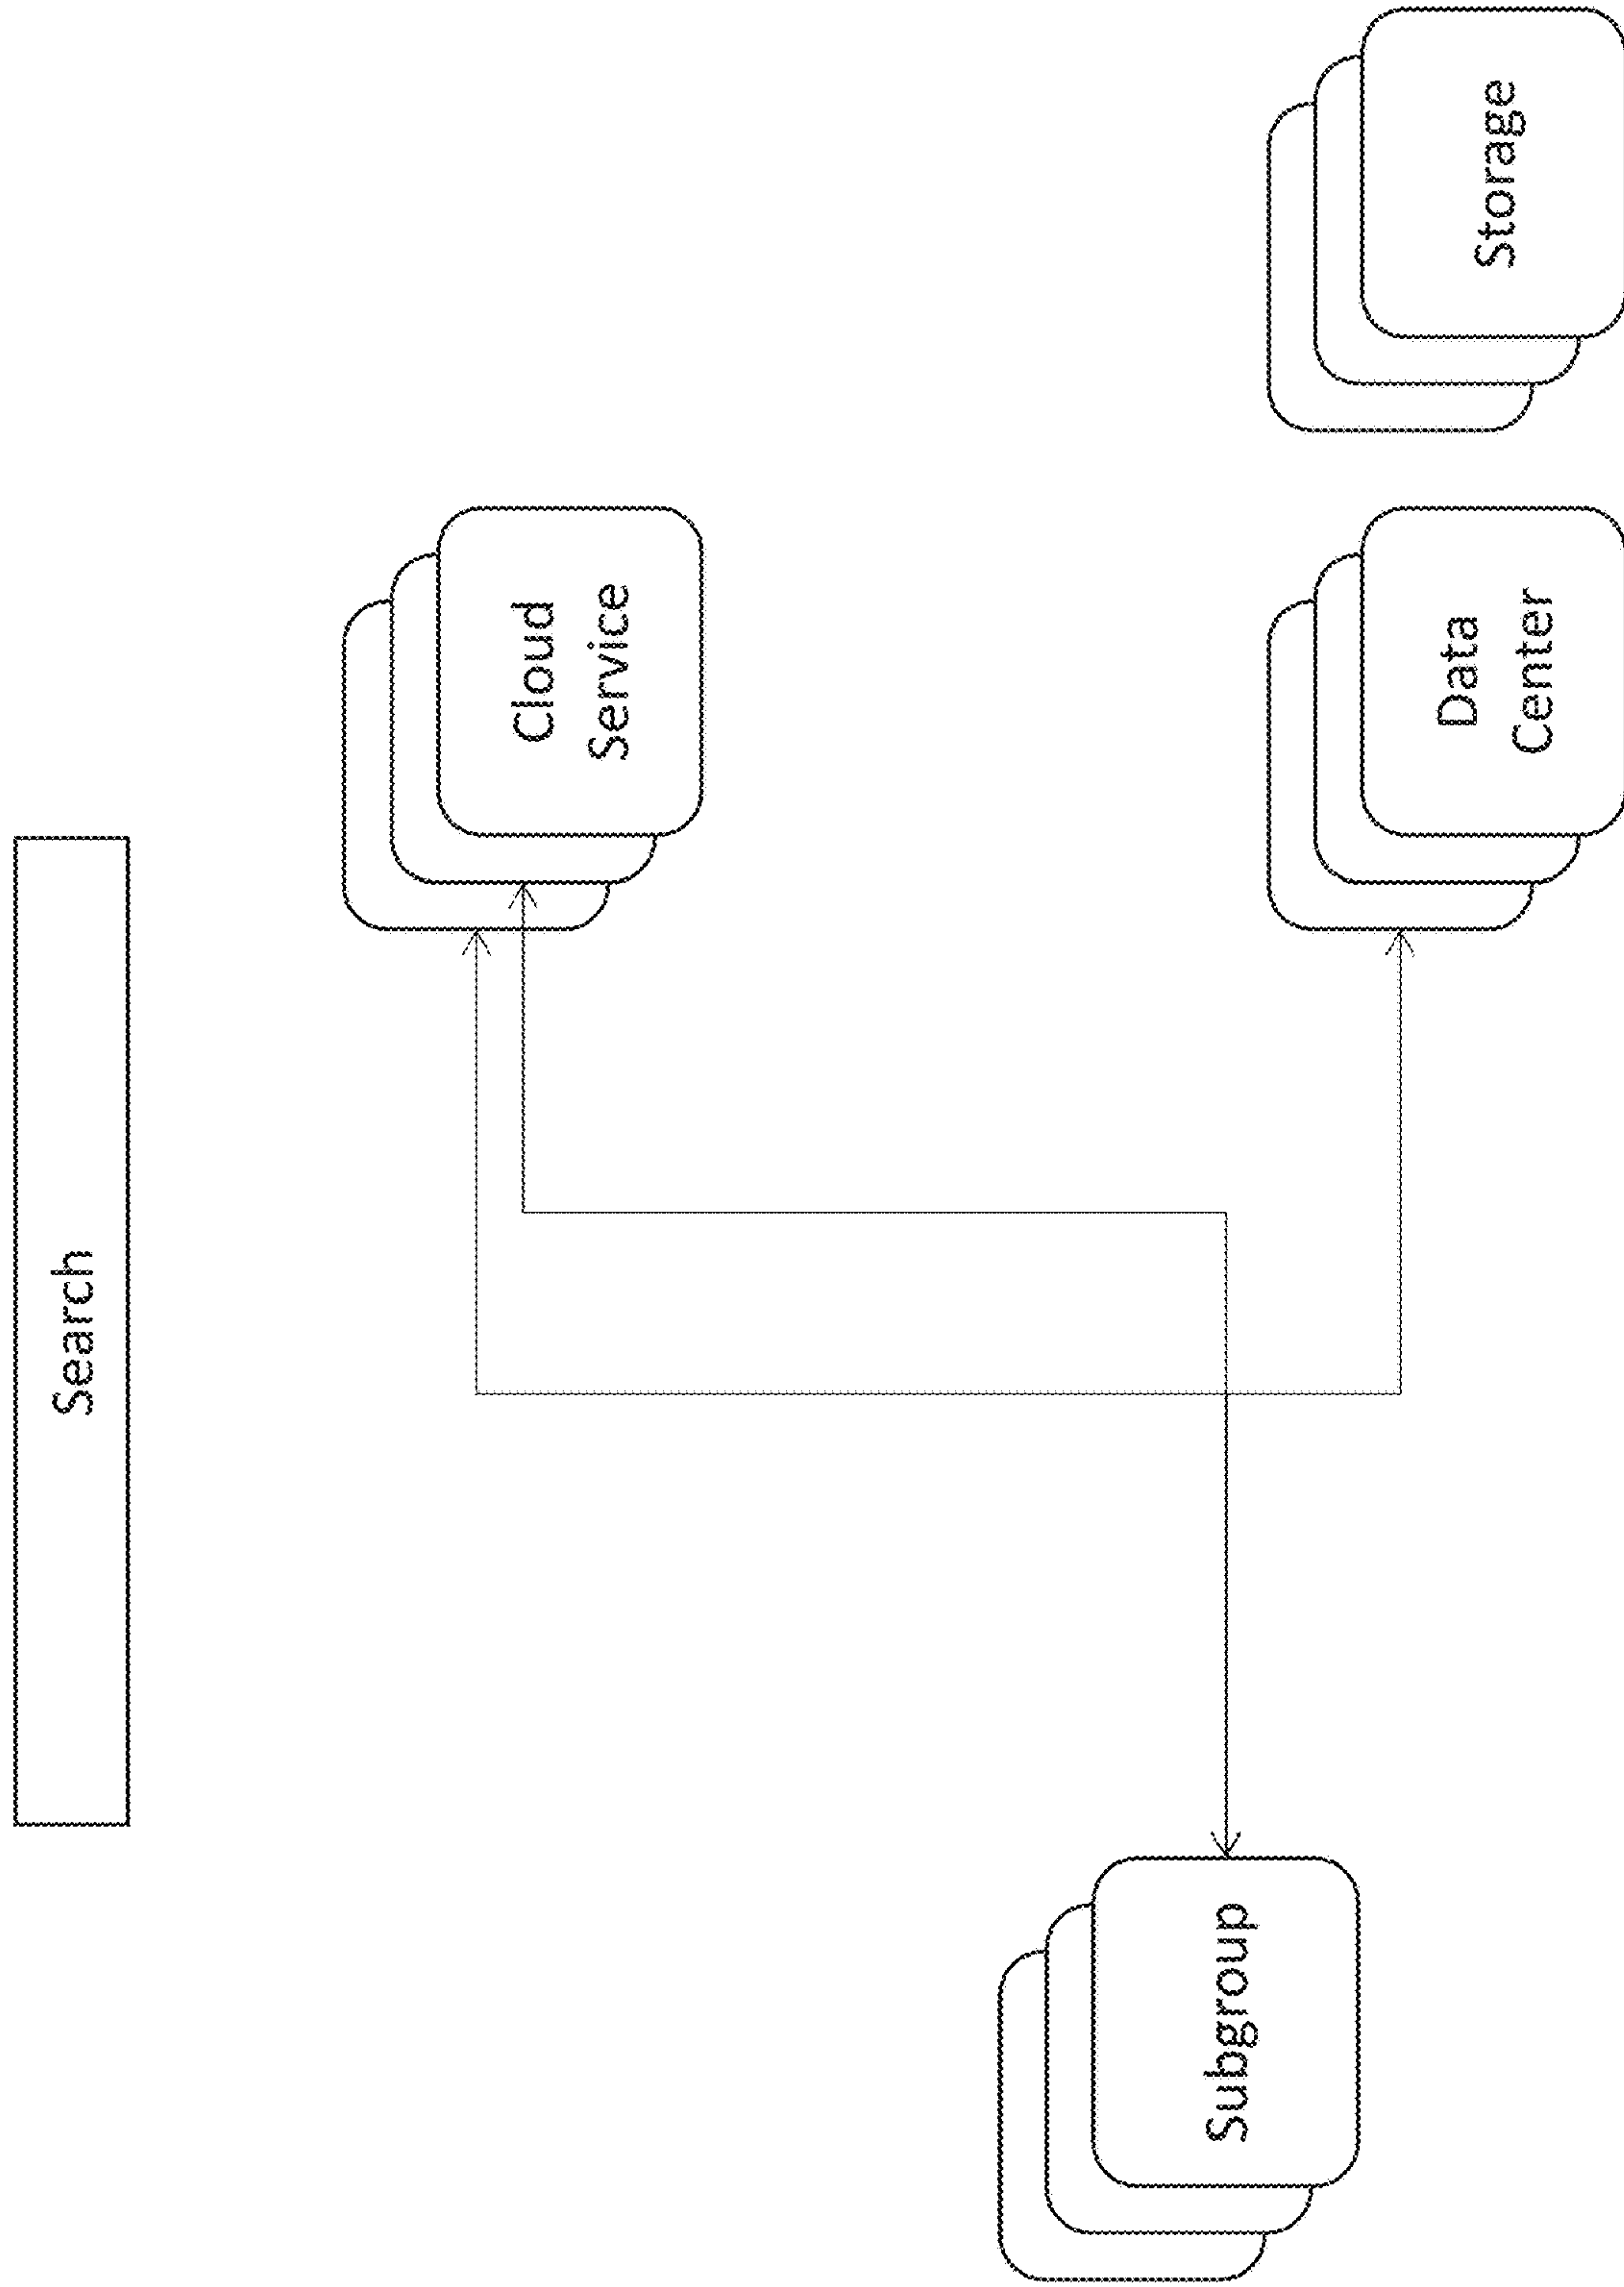 Search
Cloud
Service
Subgroup
Data
Center
Storage